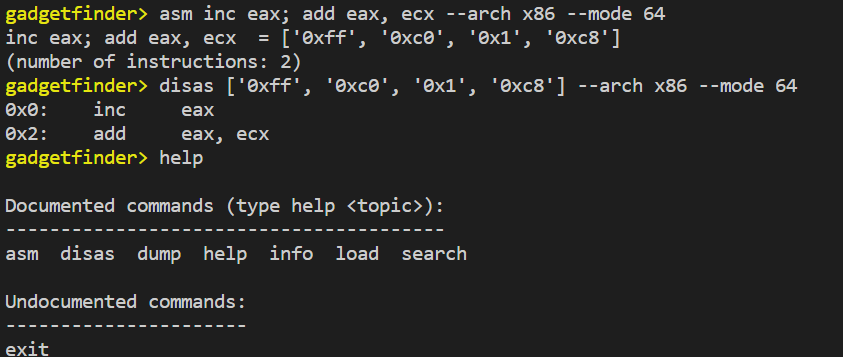 gadgetfinder> asm inc eax; add eax, ecx --arch x86 --mode 64
inc eax; add eax, ecx  = ['0xff', '0xc0', '0x1', '0xc8']
(number of instructions: 2)
gadgetfinder> disas ['0xff', '0xc0', '0x1', '0xc8'] --arch x86 --mode 64
0x0:    inc     eax
0x2:    add     eax, ecx
gadgetfinder> help
Documented commands (type help <topic>):
----------------------------------------
asm  disas  dump  help  info  load  search
Undocumented commands:
----------------------
exit